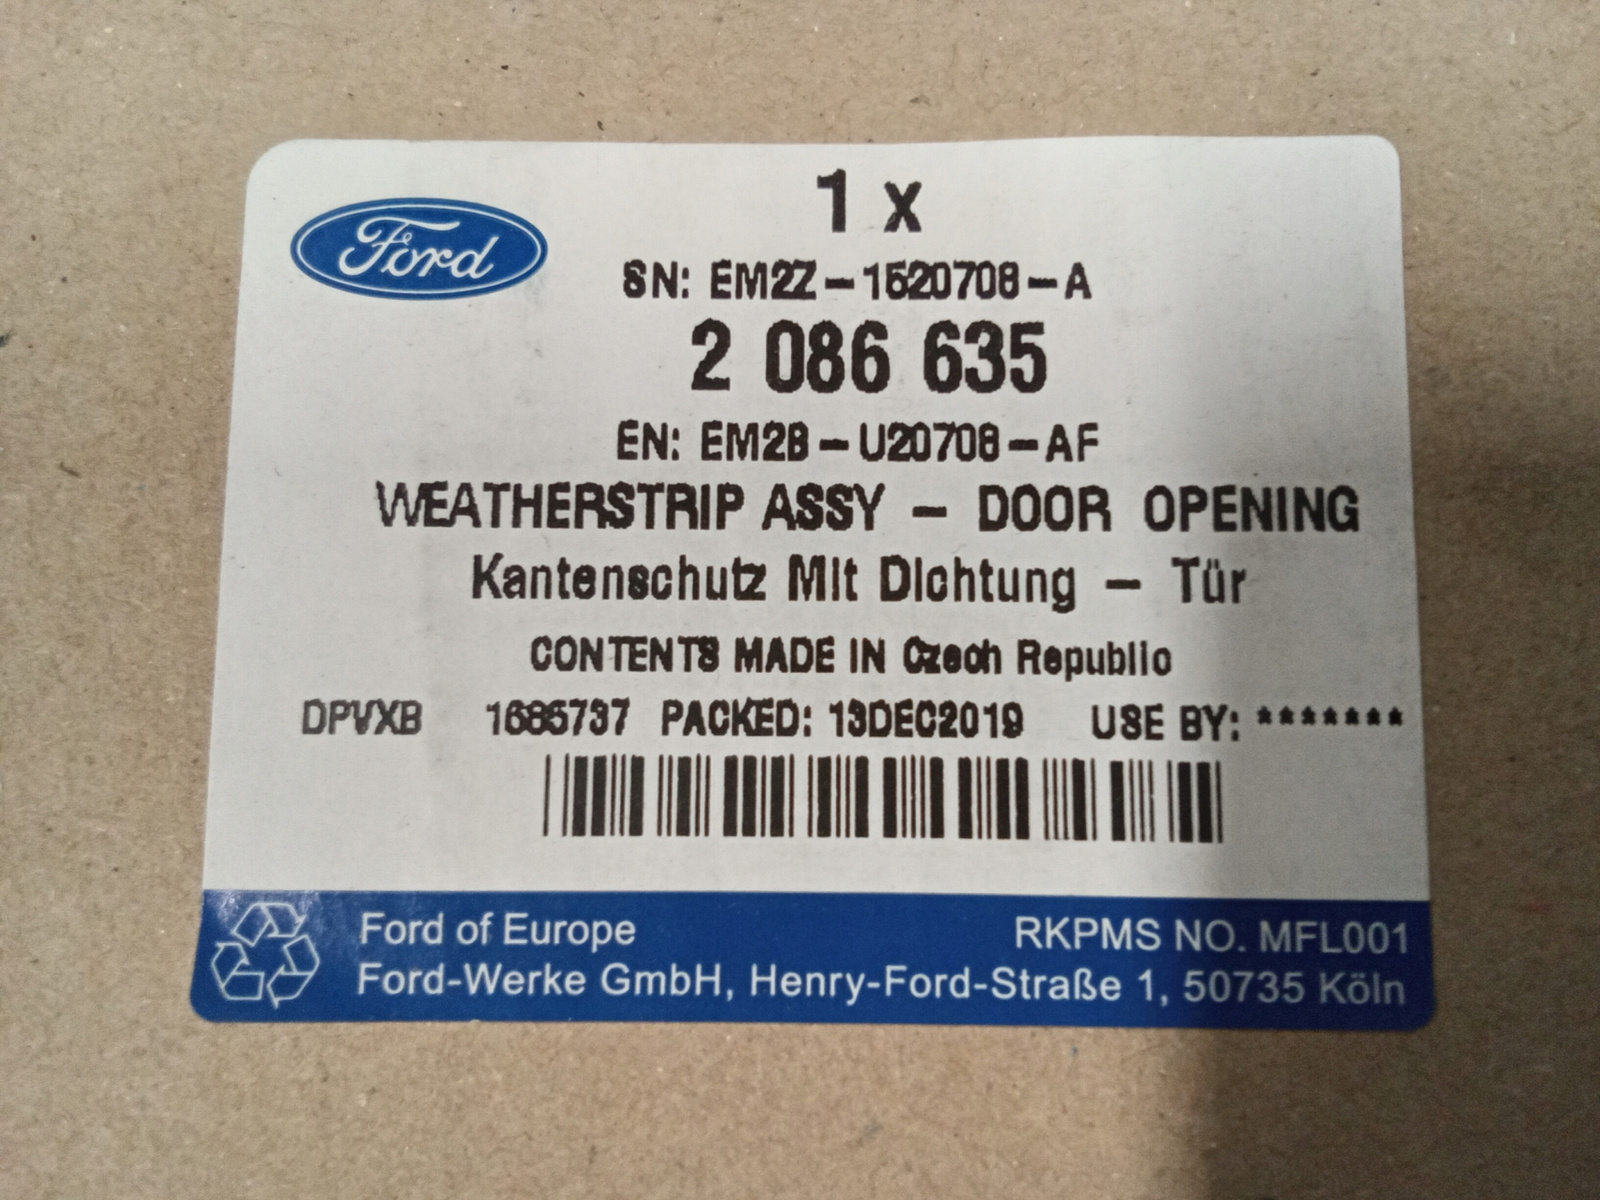 Ford
1 x
SN: EM2Z-1520708-A
2 086 635
EN: EM2B-U20708-AF
WEATHERSTRIP ASSY - DOOR OPENING
Kantenschutz Mit Dichtung - Tür
CONTENTS MADE IN Czech Republic
DPVXB 1685737 PACKED: 13DEC2019 USE BY: *******
Ford of Europe RKPMS NO. MFL001
Ford-Werke GmbH, Henry-Ford-Straße 1, 50735 Köln